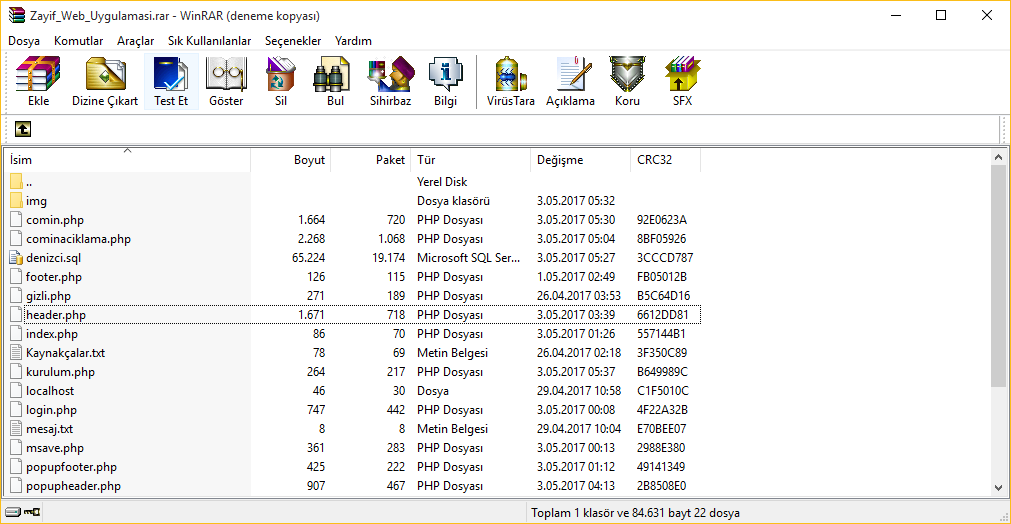 Zayif_Web_Uygulamasi.rar - WinRAR (deneme kopyası)
Dosya Komutlar Araçlar Sık Kullanılanlar Seçenekler Yardım
Ekle Dizine Çıkart Test Et Göster Sil Bul Sihirbaz Bilgi VirüsTara Açıklama Koru SFX
İsim Boyut Paket Tür Değişme CRC32
.. Yerel Disk
img Dosya klasörü 3.05.2017 05:32
comin.php 1.664 720 PHP Dosyası 3.05.2017 05:30 92E0623A
cominaciklama.php 2.268 1.068 PHP Dosyası 3.05.2017 05:04 8BF05926
denizci.sql 65.224 19.174 Microsoft SQL Ser... 3.05.2017 05:27 3CCCD787
footer.php 126 115 PHP Dosyası 1.05.2017 02:49 FB05012B
gizli.php 271 189 PHP Dosyası 26.04.2017 03:53 B5C64D16
header.php 1.671 718 PHP Dosyası 3.05.2017 03:39 6612DD81
index.php 86 70 PHP Dosyası 3.05.2017 01:26 557144B1
Kaynakçalar.txt 78 69 Metin Belgesi 26.04.2017 02:18 3F350C89
kurulum.php 264 217 PHP Dosyası 3.05.2017 05:37 B649989C
localhost 46 30 Dosya 29.04.2017 10:58 C1F5010C
login.php 747 442 PHP Dosyası 3.05.2017 00:08 4F22A32B
mesaj.txt 8 8 Metin Belgesi 29.04.2017 10:04 E70BEE07
msave.php 361 283 PHP Dosyası 3.05.2017 00:13 2988E380
popupfooter.php 425 222 PHP Dosyası 3.05.2017 01:12 49141349
popupheader.php 907 467 PHP Dosyası 3.05.2017 04:13 2B8508E0
Toplam 1 klasör ve 84.631 bayt 22 dosya